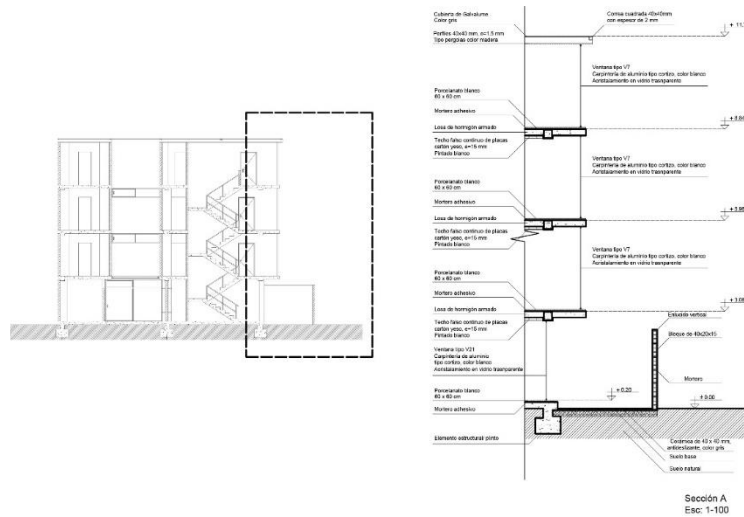 Cubierta de Galvalume
Color gris
Perfiles 40x40 mm, e=1,5 mm
Tipo pergolas color madera
Cornisa cuadrada 40x40mm
con espesor de 2 mm
Ventana tipo V7
Carpintería de aluminio tipo cortizo, color blanco
Acristalamiento en vidrio trasnparente
Porcelanato blanco
60 x 60 cm
Mortero adhesivo
Losa de hormigón armado
Techo falso continuo de placas
cartón yeso, e=15 mm
Pintado blanco
Ventana tipo V7
Carpintería de aluminio tipo cortizo, color blanco
Acristalamiento en vidrio trasnparente
Porcelanato blanco
60 x 60 cm
Mortero adhesivo
Losa de hormigón armado
Techo falso continuo de placas
cartón yeso, e=15 mm
Pintado blanco
Ventana tipo V7
Carpintería de aluminio tipo cortizo, color blanco
Acristalamiento en vidrio trasnparente
Porcelanato blanco
60 x 60 cm
Mortero adhesivo
Losa de hormigón armado
Techo falso continuo de placas
cartón yeso, e=15 mm
Pintado blanco
Enlucido vertical
Bloque de 40x20x15
Ventana tipo V21
Carpintería de aluminio
tipo cortizo, color blanco
Acristalamiento en vidrio trasnparente
Mortero
Porcelanato blanco
60 x 60 cm
+ 0.20
± 0.00
Mortero adhesivo
Elemento estructural: plinto
Cerámica de 40 x 40 mm,
antideslizante, color gris
Suelo base
Suelo natural
Sección A
Esc: 1-100